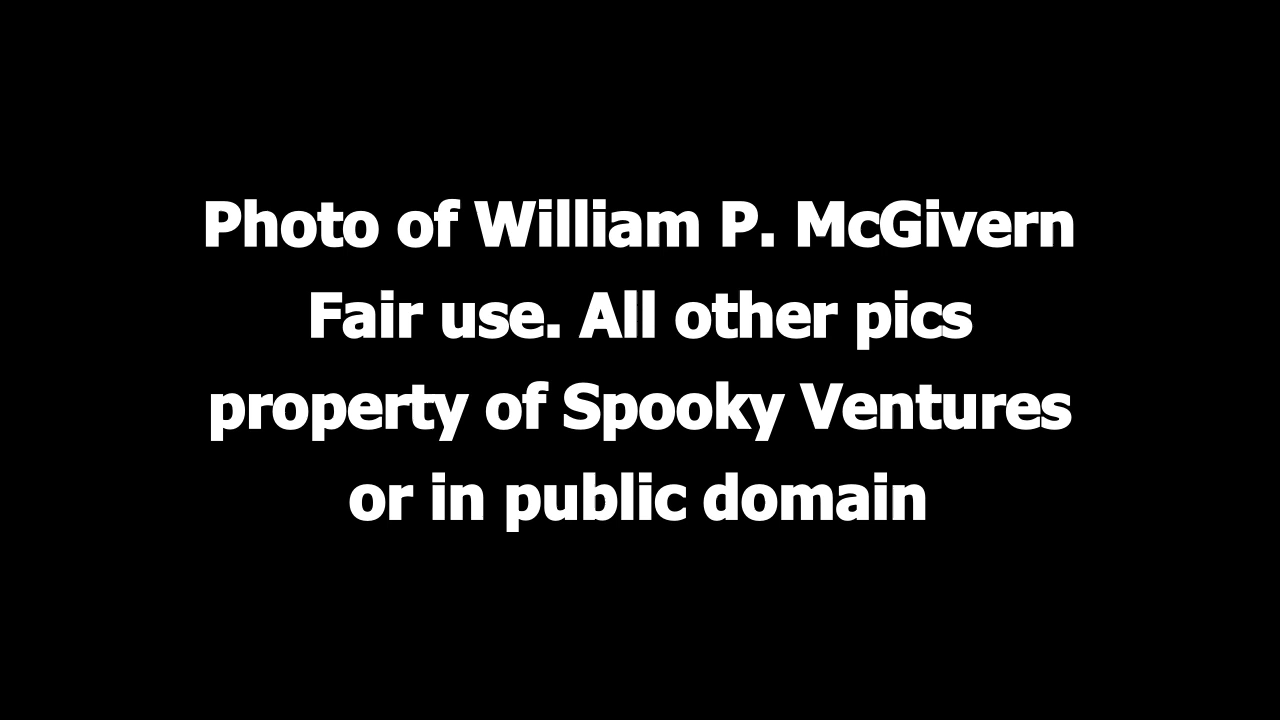 Photo of William P. McGivern
Fair use. All other pics
property of Spooky Ventures
or in public domain